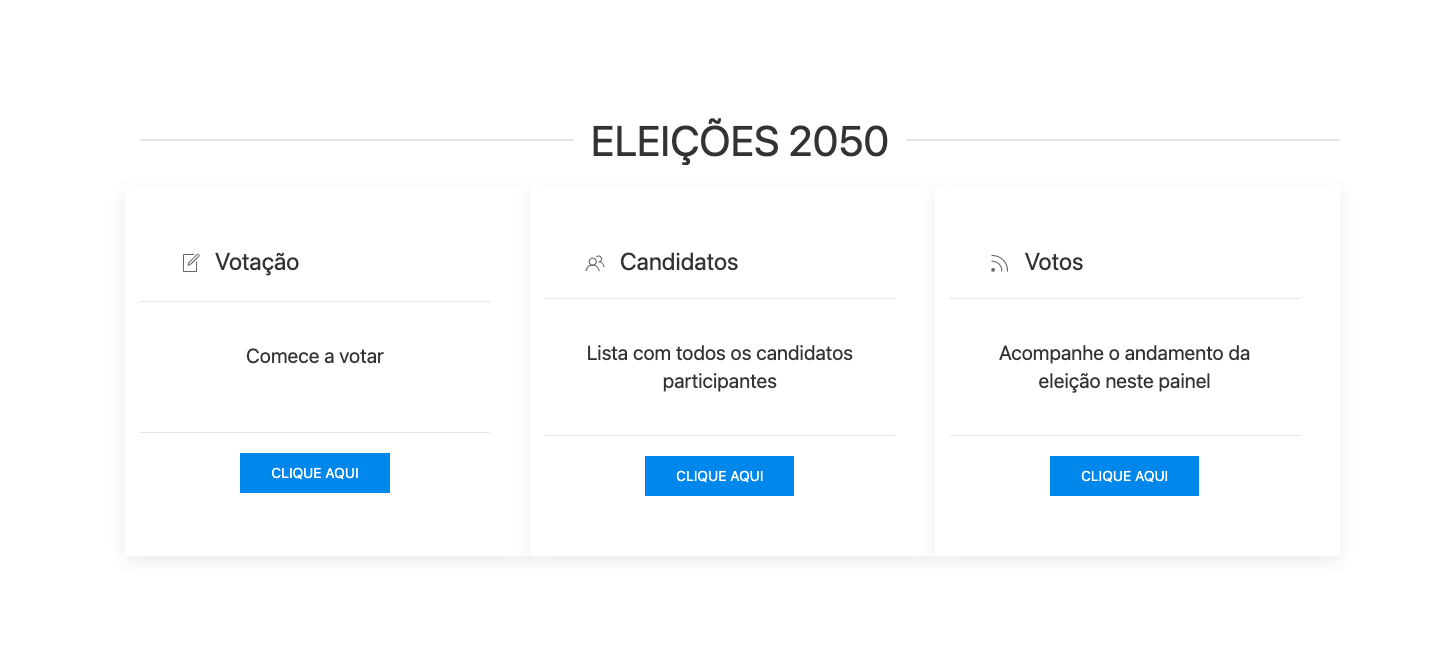 ELEIÇÕES 2050
Votação
Comece a votar
CLIQUE AQUI
Candidatos
Lista com todos os candidatos
participantes
CLIQUE AQUI
Votos
Acompanhe o andamento da
eleição neste painel
CLIQUE AQUI